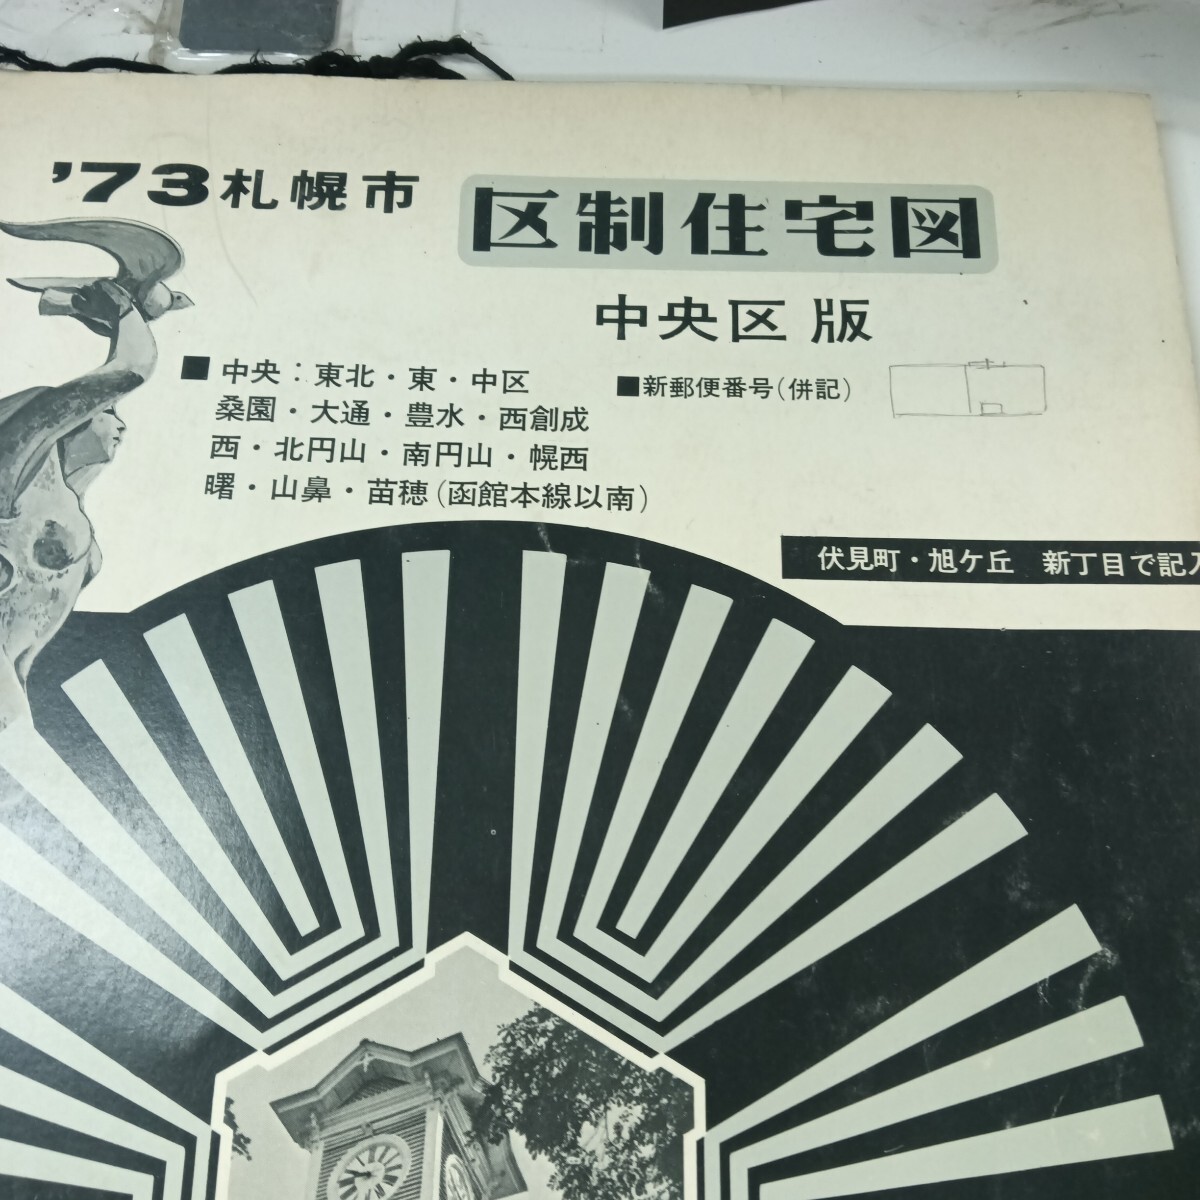 '73札幌市 区制住宅図
中央区版
■中央:東北・東・中区
桑園・大通・豊水・西創成
西・北円山・南円山・幌西
曙・山鼻・苗穂(函館本線以南)
■新郵便番号(併記)
伏見町・旭ケ丘 新丁目で記入